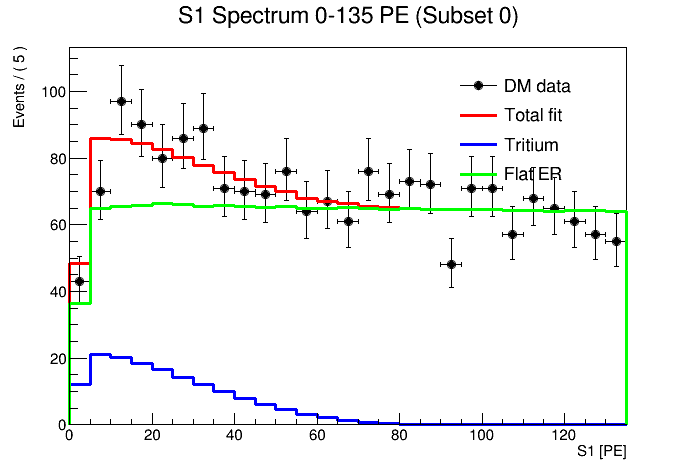 S1 Spectrum 0-135 PE (Subset 0)
Events / ( 5 )
100
80
60
40
20
0
DM data
Total fit
Tritium
Flat ER
0 20 40 60 80 100 120
S1 [PE]